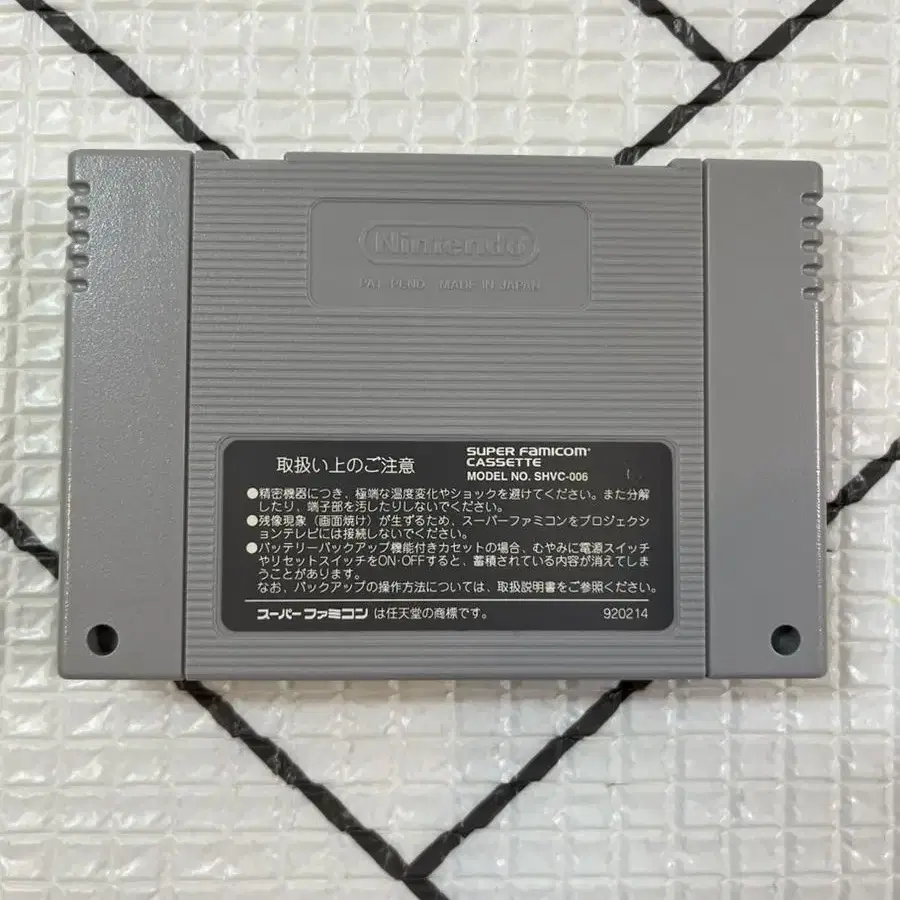 Nintendo
PAT. PEND. MADE IN JAPAN
取扱い上のご注意
SUPER FAMICOM
CASSETTE
MODEL NO. SHVC-006
●精密機器につき、極端な温度変化やショックを避けてください。また分解
したり、端子部を汚したりしないでください。
●残像現象（画面焼け）が生ずるため、スーパーファミコンをプロジェクシ
ョンテレビには接続しないでください。
●バッテリーバックアップ機能付きカセットの場合、むやみに電源スイッチ
やリセットスイッチをON・OFFすると、蓄積されている内容が消えてしま
うことがあります。
なお、バックアップの操作方法については、取扱説明書をご参照ください。
スーパーファミコンは任天堂の商標です。 920214